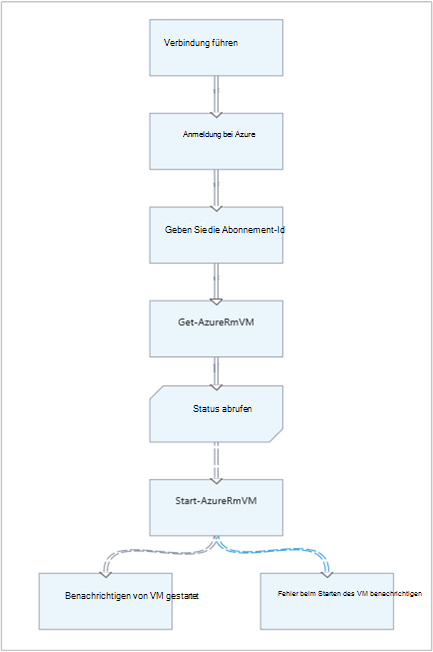 Verbindung führen
Anmeldung bei Azure
Geben Siedie Abonnement-Id
Get-AzureRmVM
Status abrufen
Start-AzureRmVM
Benachrichtigen von VM gestartet
Fehler beim Starten des VM benachrichtigen